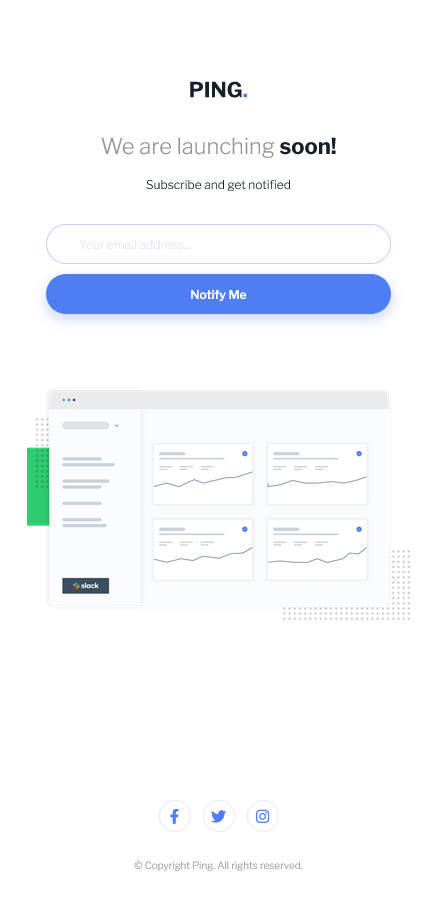 PING.
We are launching soon!
Subscribe and get notified
Your email address...
Notify Me
slack
© Copyright Ping. All rights reserved.